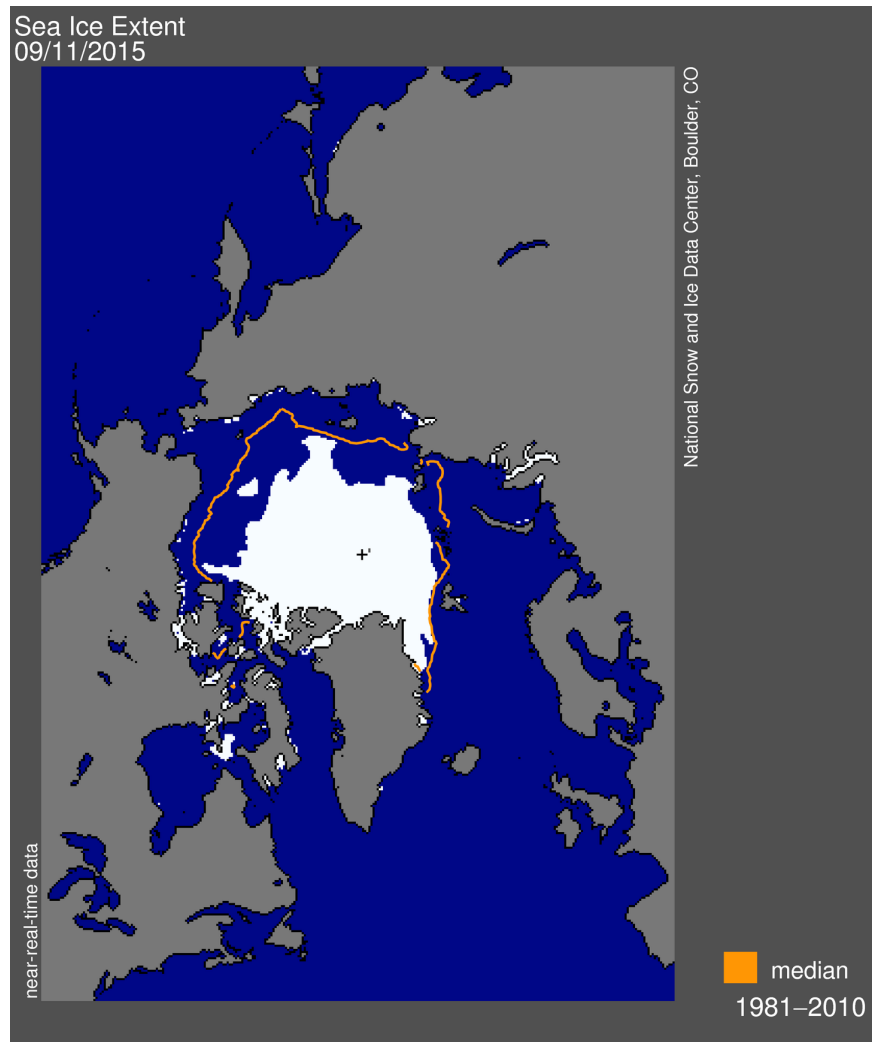 Sea Ice Extent
09/11/2015
National Snow and Ice Data Center, Boulder, CO
near-real-time data
median
1981–2010